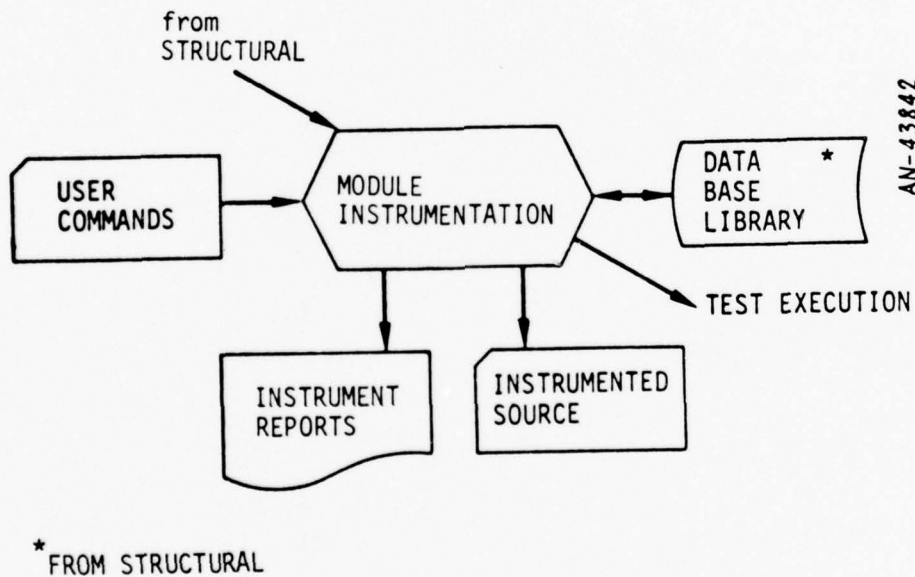 from
STRUCTURAL
AN-43842
USER
COMMANDS
MODULE
INSTRUMENTATION
DATA *
BASE
LIBRARY
TEST EXECUTION
INSTRUMENT
REPORTS
INSTRUMENTED
SOURCE
*FROM STRUCTURAL